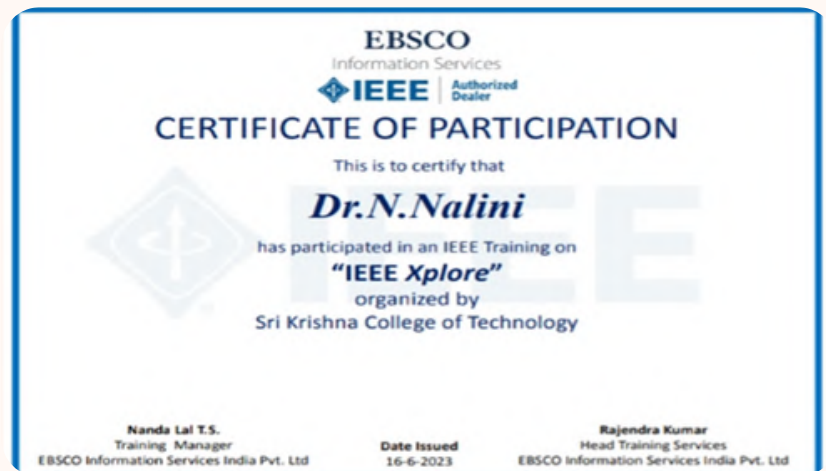 EBSCO
Information Services
IEEE Authorized Dealer
CERTIFICATE OF PARTICIPATION
This is to certify that
Dr.N.Nalini
has participated in an IEEE Training on
“IEEE Xplore”
organized by
Sri Krishna College of Technology
Nanda Lal T.S.
Training Manager
EBSCO Information Services India Pvt. Ltd
Date Issued
16-6-2023
Rajendra Kumar
Head Training Services
EBSCO Information Services India Pvt. Ltd